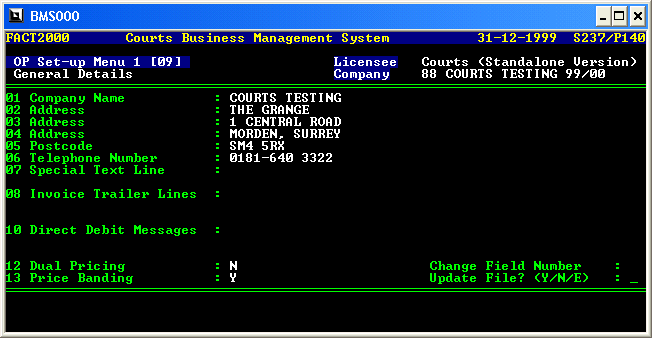 BMS000
FACT2000 Courts Business Management System 31-12-1999 S237/P140
OP Set-up Menu 1 [09] Licensee Courts (Standalone Version)
General Details Company 88 COURTS TESTING 99/00
01 Company Name : COURTS TESTING
02 Address : THE GRANGE
03 Address : 1 CENTRAL ROAD
04 Address : MORDEN, SURREY
05 Postcode : SM4 5RX
06 Telephone Number : 0181-640 3322
07 Special Text Line :
08 Invoice Trailer Lines :
10 Direct Debit Messages :
12 Dual Pricing : N Change Field Number :
13 Price Banding : Y Update File? (Y/N/E) : _